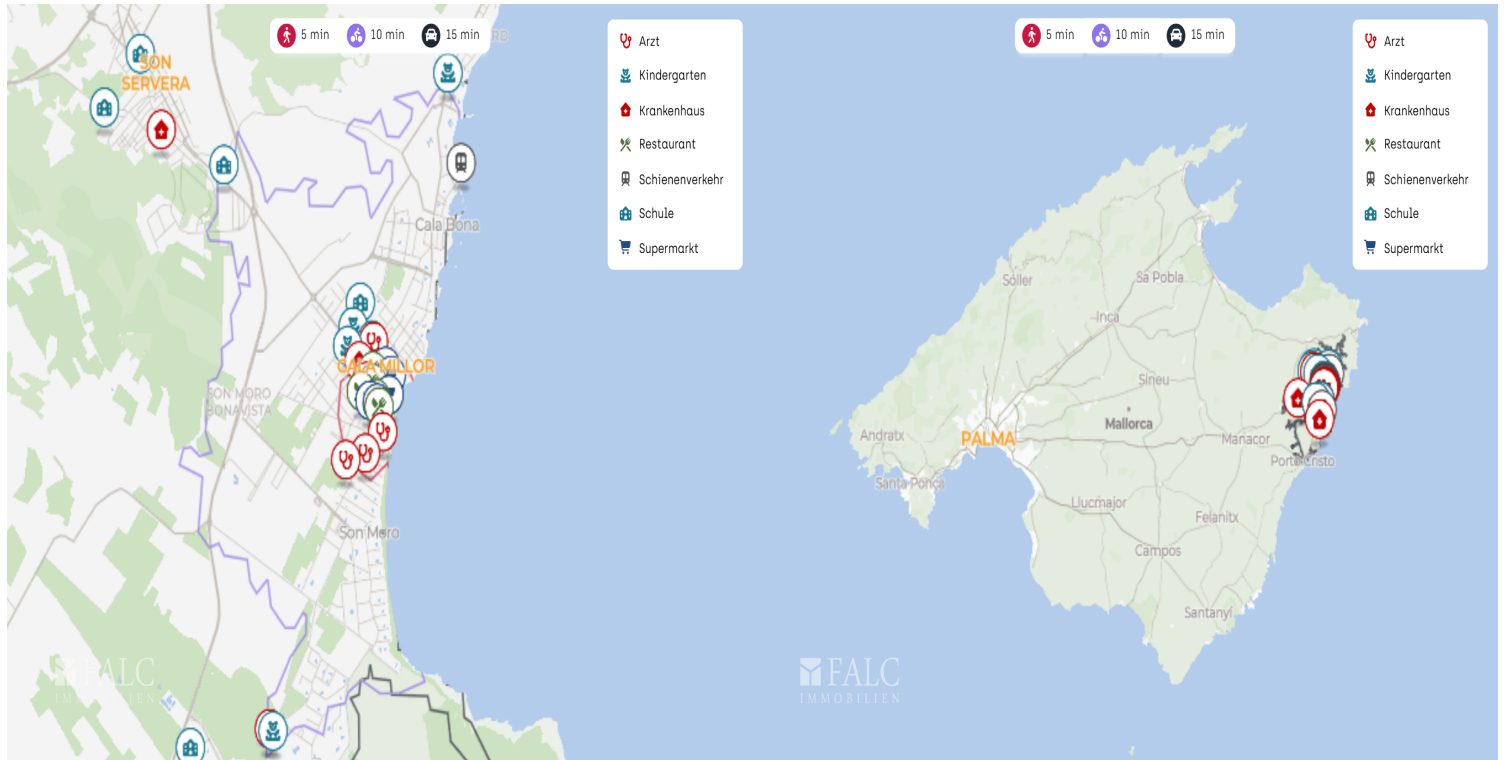 5 min
10 min
15 min
Arzt
Kindergarten
Krankenhaus
Restaurant
Schienenverkehr
Schule
Supermarkt
SON
SERVERA
Cala Bona
CALA MILLOR
SON MORO
BONAVISTA
Son Moro
FALC
IMMOBILIEN
5 min
10 min
15 min
Arzt
Kindergarten
Krankenhaus
Restaurant
Schienenverkehr
Schule
Supermarkt
Sóller
Sa Pobla
Inca
Sineu
Mallorca
Andratx
PALMA
Manacor
Porto Cristo
Santa Ponça
Llucmajor
Felanitx
Campos
Santanyí
FALC
IMMOBILIEN